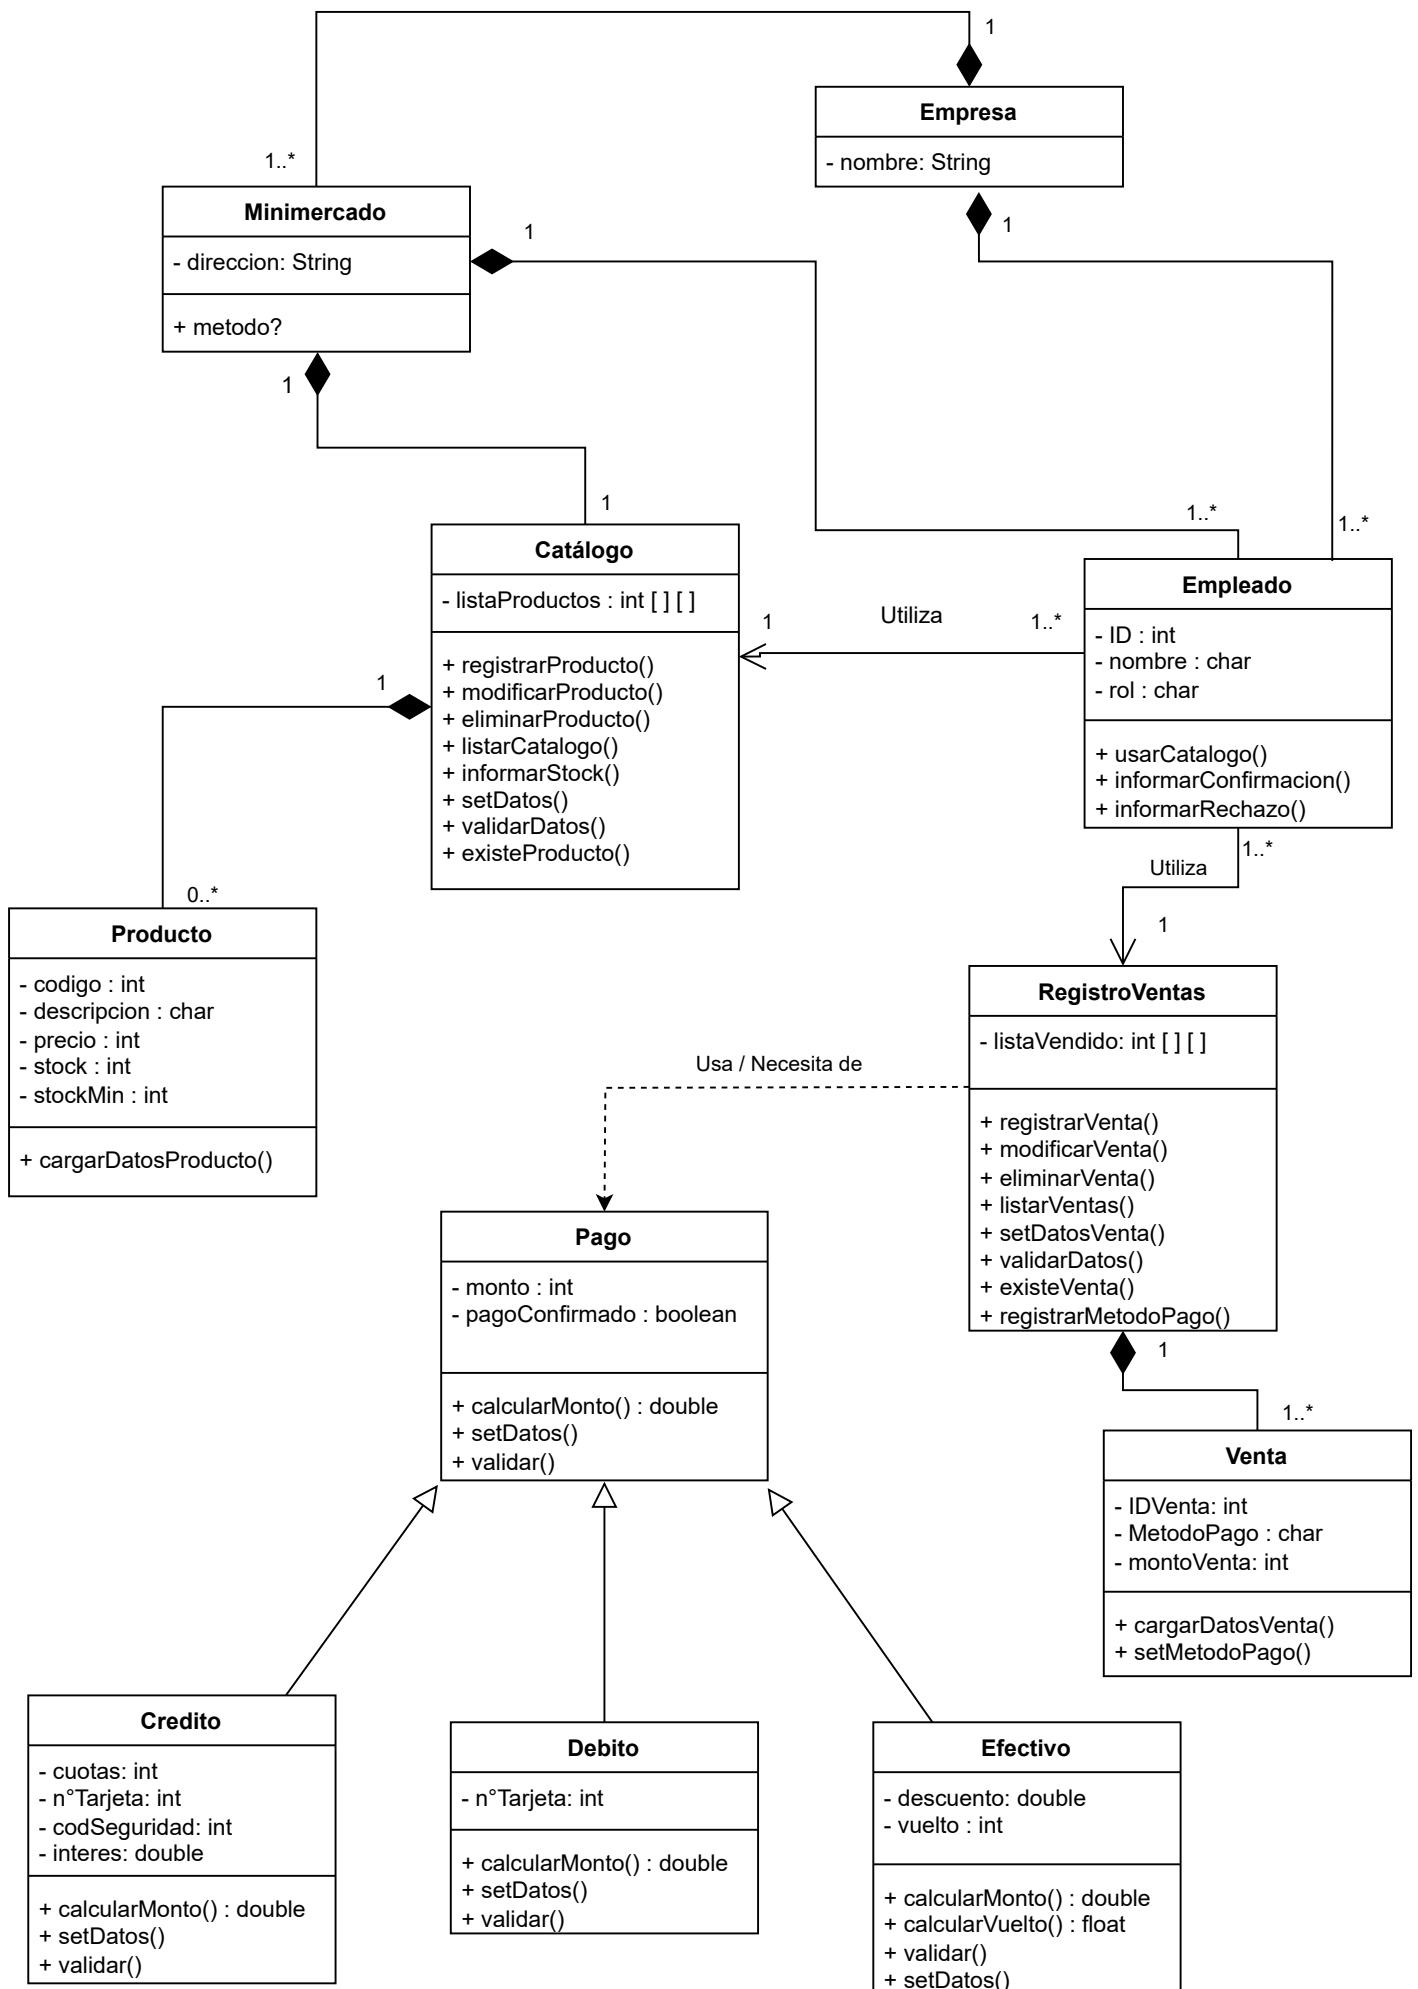 1
Empresa
- nombre: String
1
1..*
Minimercado
- direccion: String
+ metodo?
1
1
1
Catálogo
- listaProductos : int [ ] [ ]
+ registrarProducto()
+ modificarProducto()
+ eliminarProducto()
+ listarCatalogo()
+ informarStock()
+ setDatos()
+ validarDatos()
+ existeProducto()
1
Utiliza
1..*
1..*
1..*
Empleado
- ID : int
- nombre : char
- rol : char
+ usarCatalogo()
+ informarConfirmacion()
+ informarRechazo()
1
0..*
Producto
- codigo : int
- descripcion : char
- precio : int
- stock : int
- stockMin : int
+ cargarDatosProducto()
1..*
Utiliza
1
RegistroVentas
- listaVendido: int [ ] [ ]
+ registrarVenta()
+ modificarVenta()
+ eliminarVenta()
+ listarVentas()
+ setDatosVenta()
+ validarDatos()
+ existeVenta()
+ registrarMetodoPago()
Usa / Necesita de
Pago
- monto : int
- pagoConfirmado : boolean
+ calcularMonto() : double
+ setDatos()
+ validar()
1
1..*
Venta
- IDVenta: int
- MetodoPago : char
- montoVenta: int
+ cargarDatosVenta()
+ setMetodoPago()
Credito
- cuotas: int
- n°Tarjeta: int
- codSeguridad: int
- interes: double
+ calcularMonto() : double
+ setDatos()
+ validar()
Debito
- n°Tarjeta: int
+ calcularMonto() : double
+ setDatos()
+ validar()
Efectivo
- descuento: double
- vuelto : int
+ calcularMonto() : double
+ calcularVuelto() : float
+ validar()
+ setDatos()